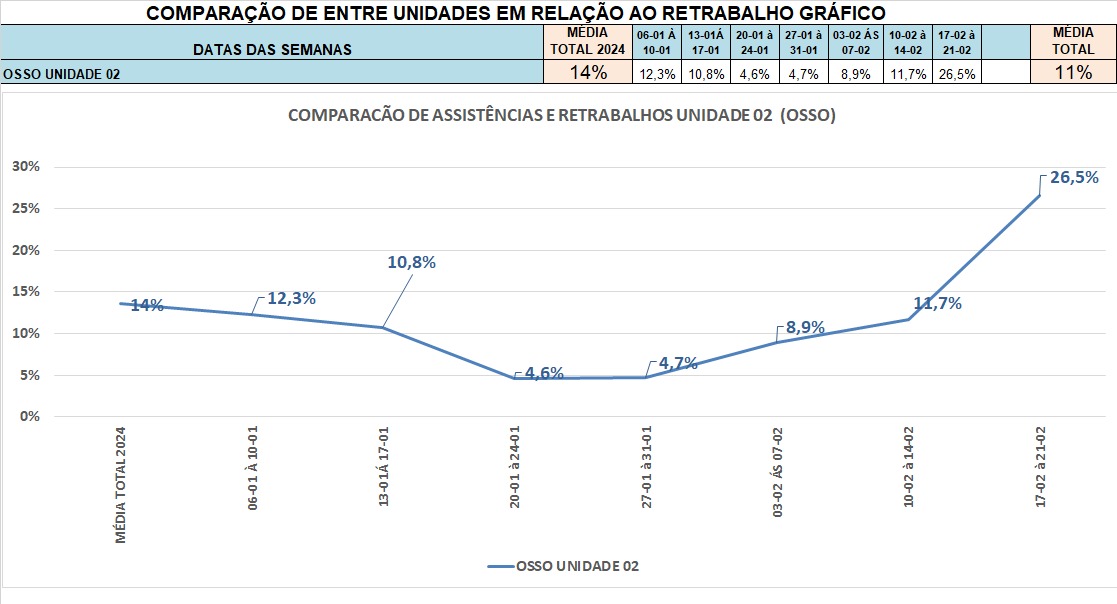 COMPARAÇÃO DE ENTRE UNIDADES EM RELAÇÃO AO RETRABALHO GRÁFICO
DATAS DAS SEMANAS
MÉDIA TOTAL 2024
06-01 À 10-01
13-01Á 17-01
20-01 à 24-01
27-01 à 31-01
03-02 ÁS 07-02
10-02 à 14-02
17-02 à 21-02
MÉDIA TOTAL
OSSO UNIDADE 02
14%
12,3%
10,8%
4,6%
4,7%
8,9%
11,7%
26,5%
11%
COMPARACÃO DE ASSISTÊNCIAS E RETRABALHOS UNIDADE 02 (OSSO)
30%
25%
20%
15%
10%
5%
0%
14%
12,3%
10,8%
4,6%
4,7%
8,9%
11,7%
26,5%
MÉDIA TOTAL 2024
06-01 À 10-01
13-01Á 17-01
20-01 à 24-01
27-01 à 31-01
03-02 ÁS 07-02
10-02 à 14-02
17-02 à 21-02
OSSO UNIDADE 02